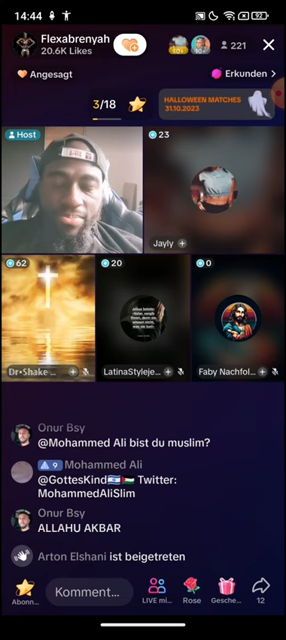 14:44
92
Flexabrenyah
20.6K Likes
221
Angesagt
Erkunden
3/18
HALLOWEEN MATCHES
31.10.2023
Host
23
Jayly
62
20
0
Dr•Shake ...
LatinaStyleje...
Faby Nachfol...
Onur Bsy
@Mohammed Ali bist du muslim?
9 Mohammed Ali
@GottesKind🇮🇱🇵🇸 Twitter:
MohammedAliSlim
Onur Bsy
ALLAHU AKBAR
Arton Elshani ist beigetreten
Komment...
Abonn...
LIVE mi...
Rose
Gesche...
12